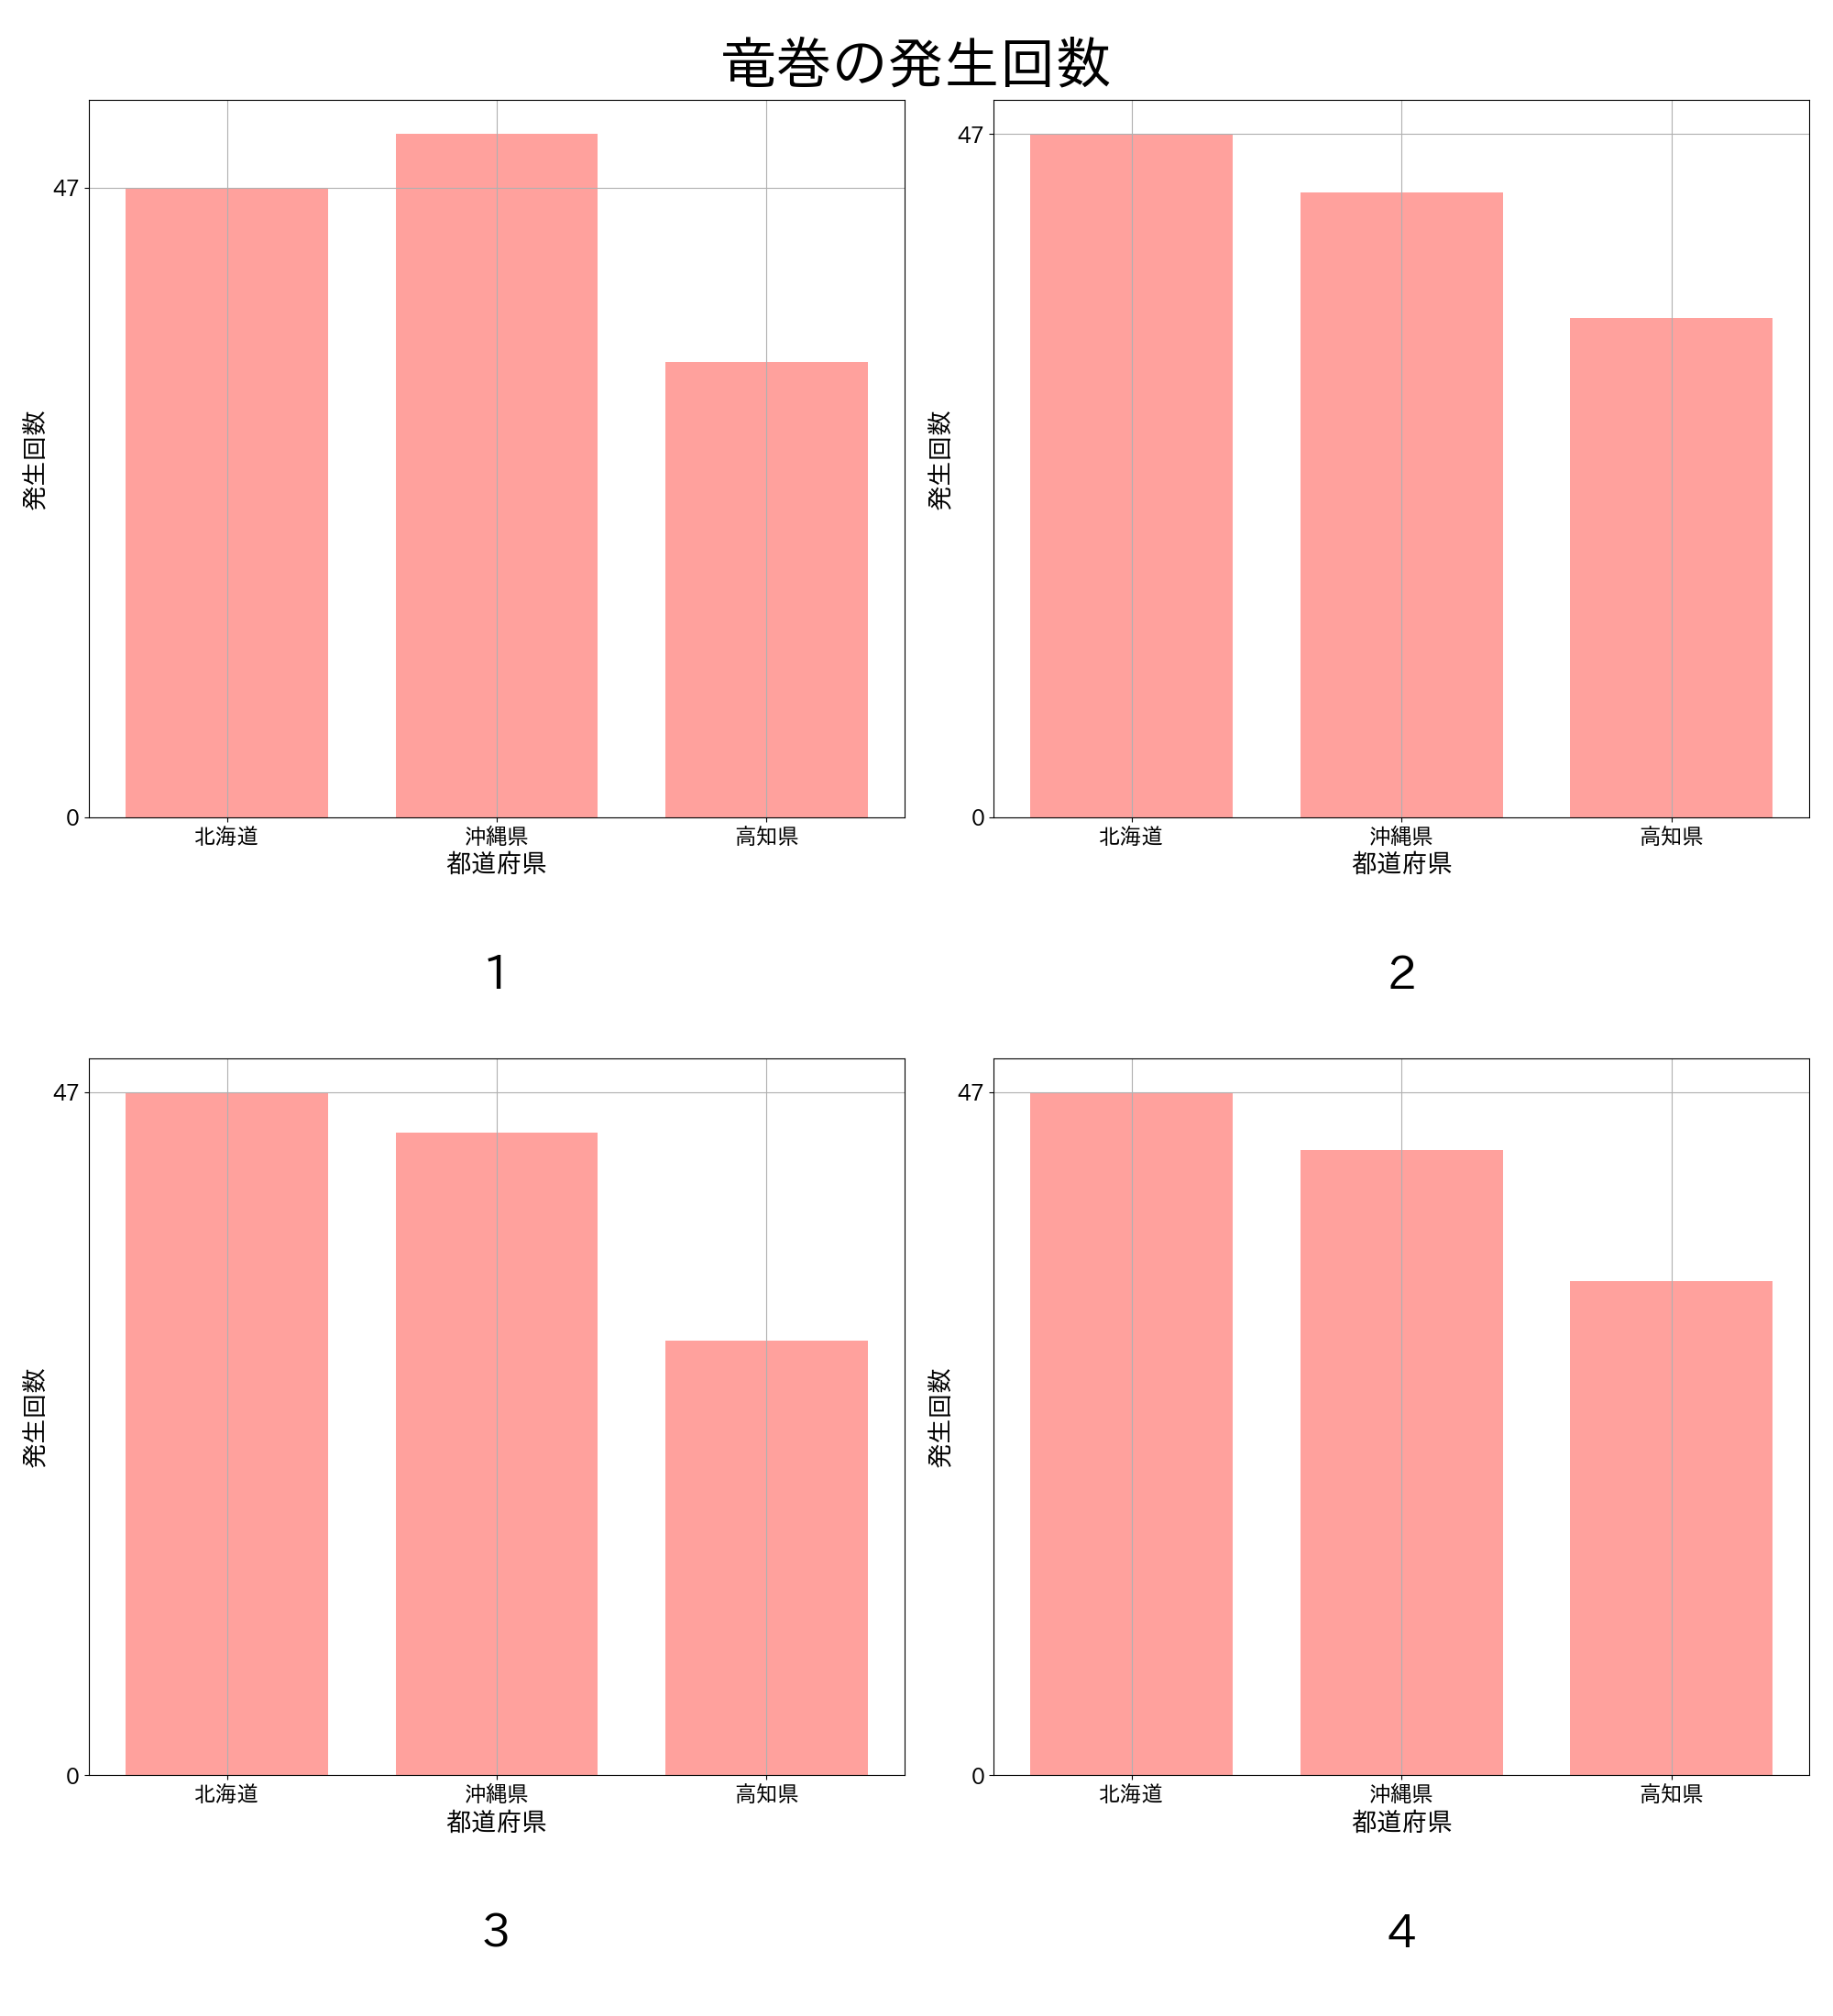 竜巻の発生回数
47
0
発生回数
北海道 沖縄県 高知県
都道府県
1
47
0
発生回数
北海道 沖縄県 高知県
都道府県
2
47
0
発生回数
北海道 沖縄県 高知県
都道府県
3
47
0
発生回数
北海道 沖縄県 高知県
都道府県
4